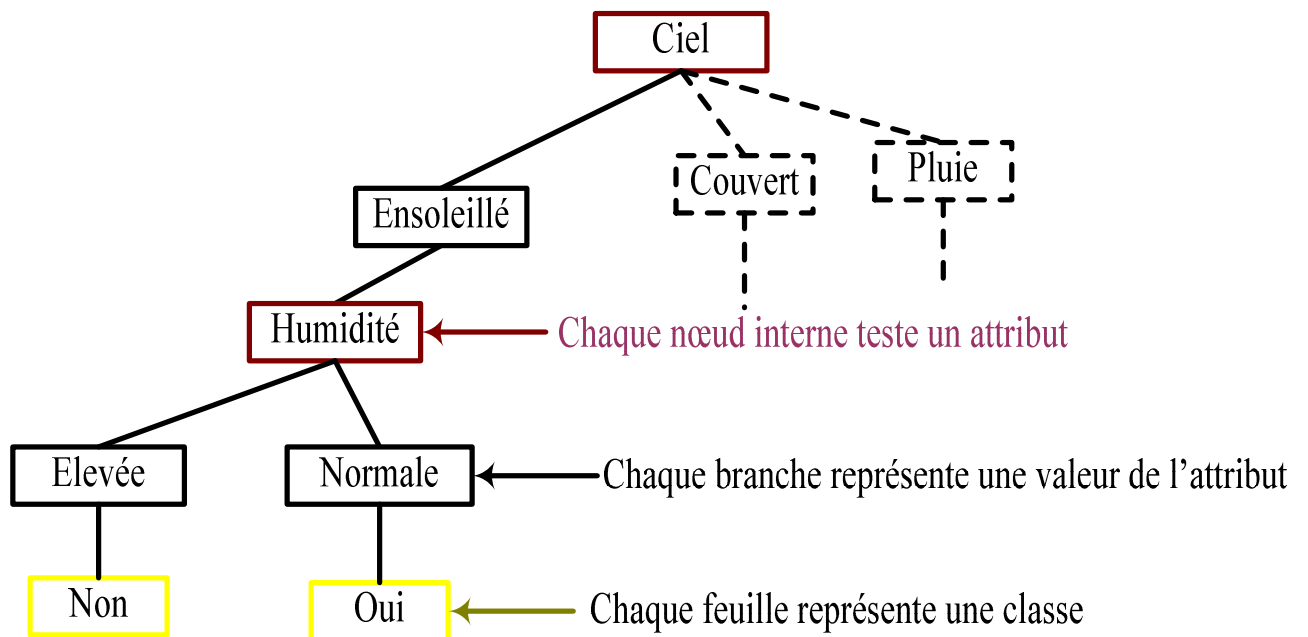 Ciel
Couvert
Pluie
Ensoleillé
Humidité
Chaque nœud interne teste un attribut
Elevée
Normale
Chaque branche représente une valeur de l’attribut
Non
Oui
Chaque feuille représente une classe